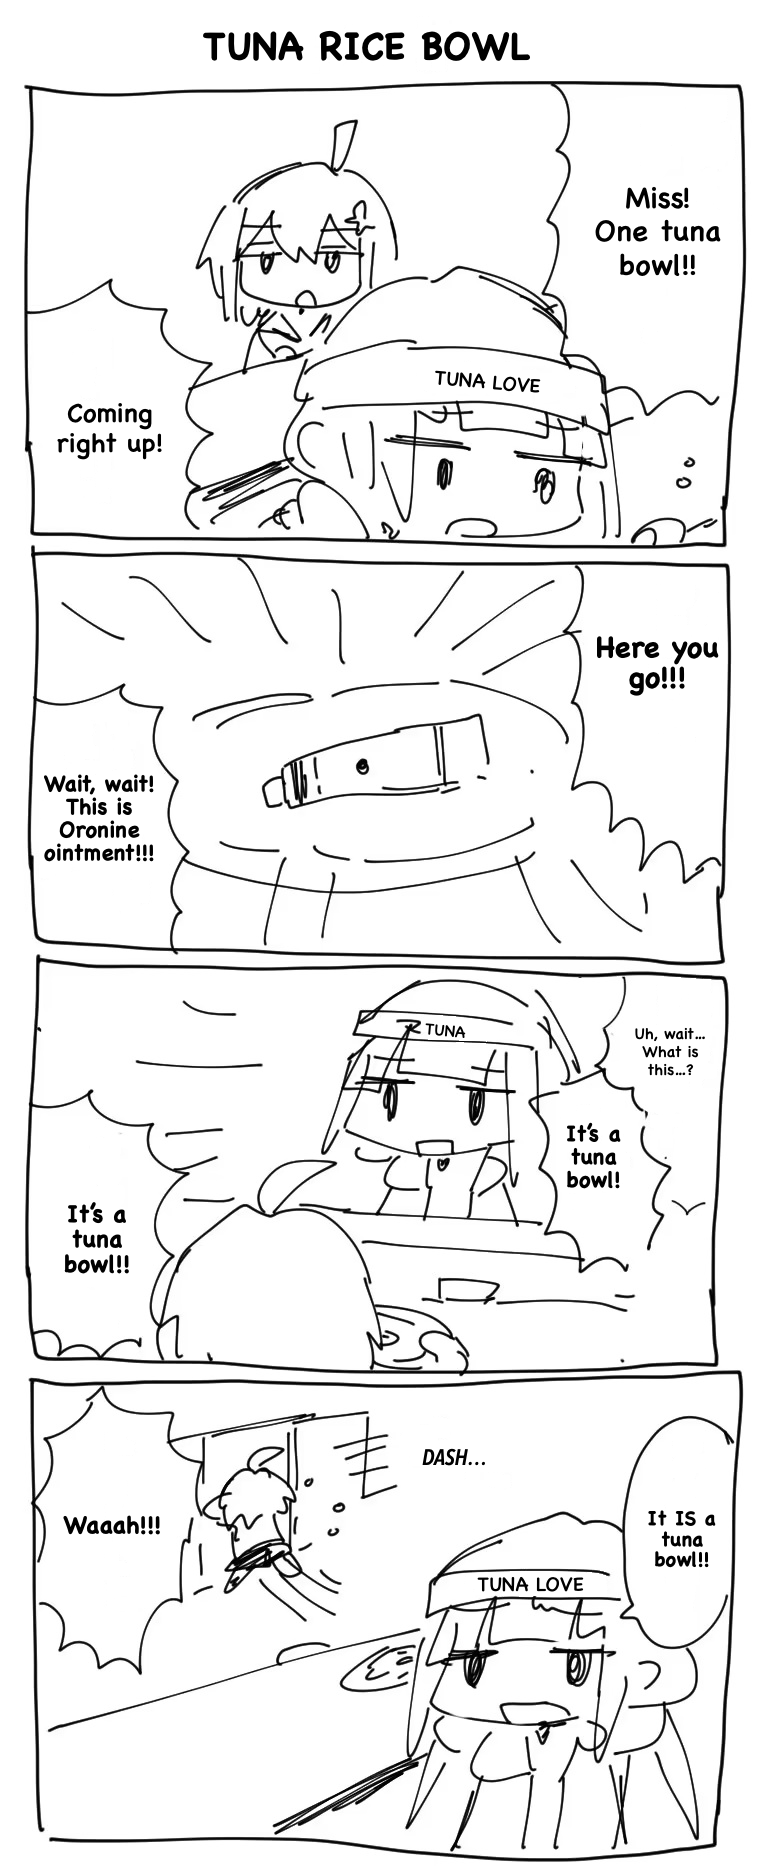 TUNA RICE BOWL
Miss!
One tuna
bowl!!
TUNA LOVE
Coming
right up!
Here you
go!!!
Wait, wait!
This is
Oronine
ointment!!!
Uh, wait...
What is
this...?
TUNA
It's a
tuna
bowl!
It's a
tuna
bowl!!
DASH...
Waaah!!!
It IS a
tuna
bowl!!
TUNA LOVE